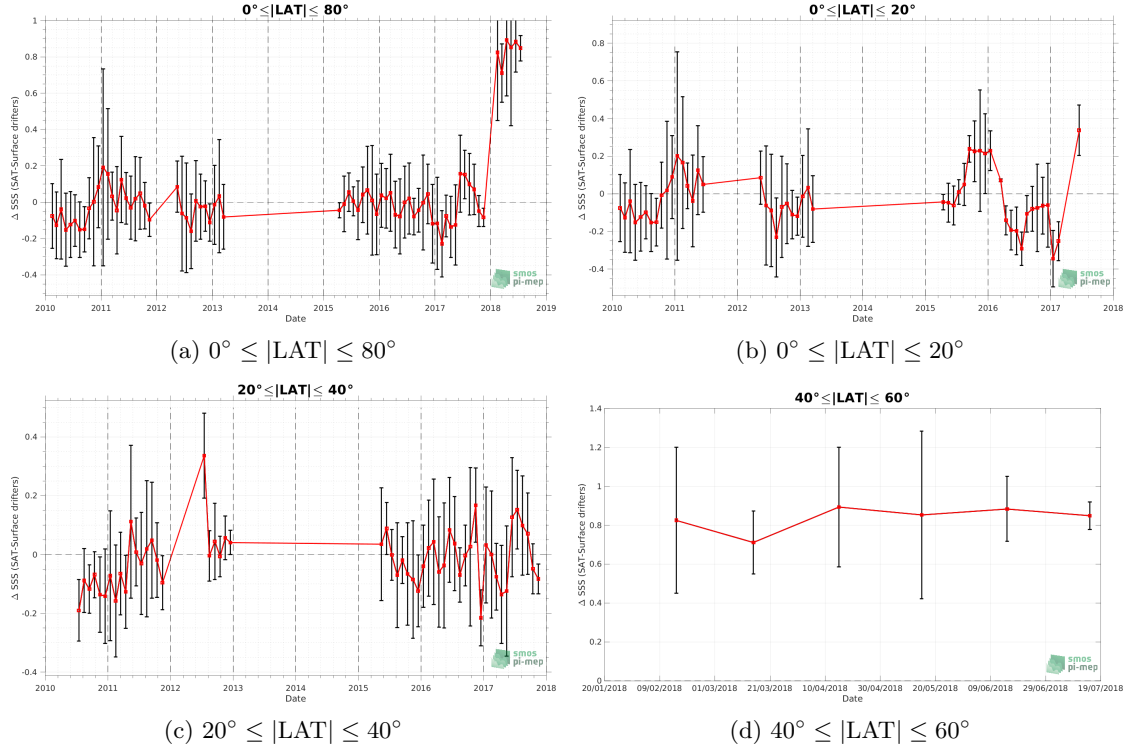 0°≤|LAT|≤ 80°
Δ SSS (SAT-Surface drifters)
1
0.8
0.6
0.4
0.2
0
-0.2
-0.4
2010 2011 2012 2013 2014 2015 2016 2017 2018 2019
Date
smos
pi-mep
(a) 0° ≤ |LAT| ≤ 80°
0°≤|LAT|≤ 20°
Δ SSS (SAT-Surface drifters)
0.8
0.6
0.4
0.2
0
-0.2
-0.4
2010 2011 2012 2013 2014 2015 2016 2017 2018
Date
smos
pi-mep
(b) 0° ≤ |LAT| ≤ 20°
20°≤|LAT|≤ 40°
Δ SSS (SAT-Surface drifters)
0.4
0.2
0
-0.2
-0.4
2010 2011 2012 2013 2014 2015 2016 2017 2018
Date
smos
pi-mep
(c) 20° ≤ |LAT| ≤ 40°
40°≤|LAT|≤ 60°
Δ SSS (SAT-Surface drifters)
1.4
1.2
1
0.8
0.6
0.4
0.2
0
20/01/2018 09/02/2018 01/03/2018 21/03/2018 10/04/2018 30/04/2018 20/05/2018 09/06/2018 29/06/2018 19/07/2018
Date
smos
pi-mep
(d) 40° ≤ |LAT| ≤ 60°